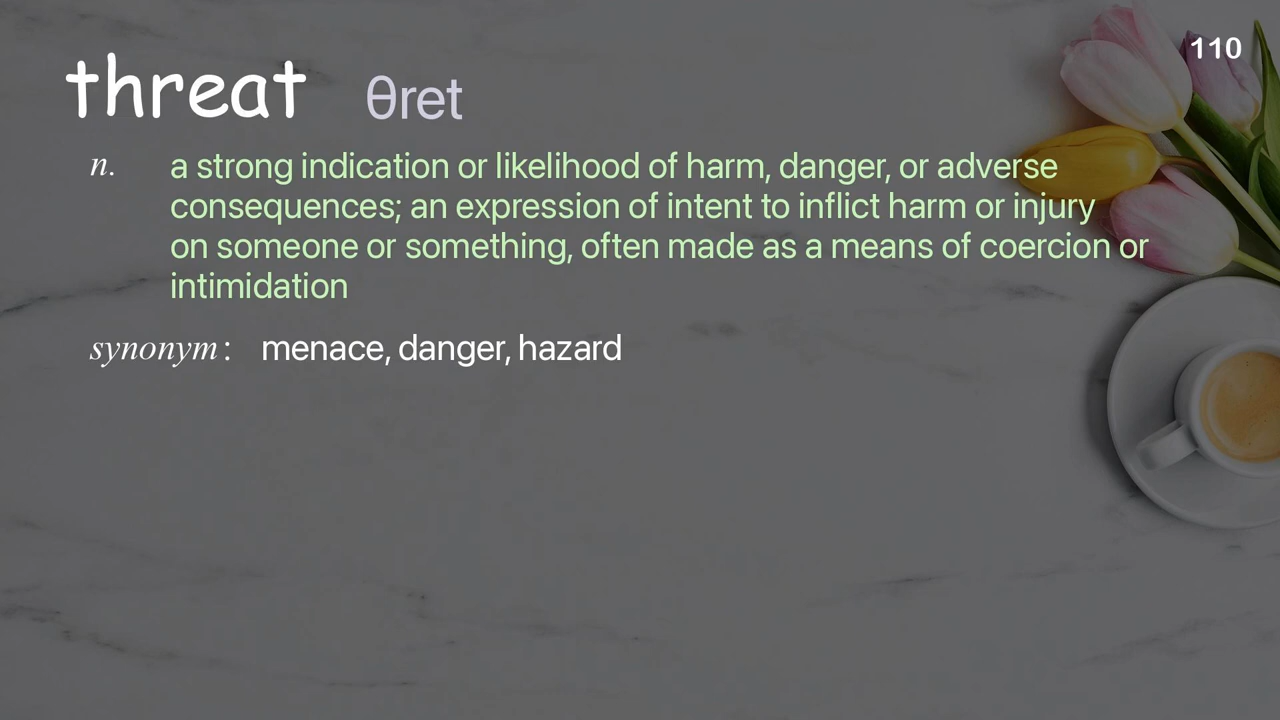 110
threat θret
n. a strong indication or likelihood of harm, danger, or adverse
consequences; an expression of intent to inflict harm or injury
on someone or something, often made as a means of coercion or
intimidation
synonym : menace, danger, hazard